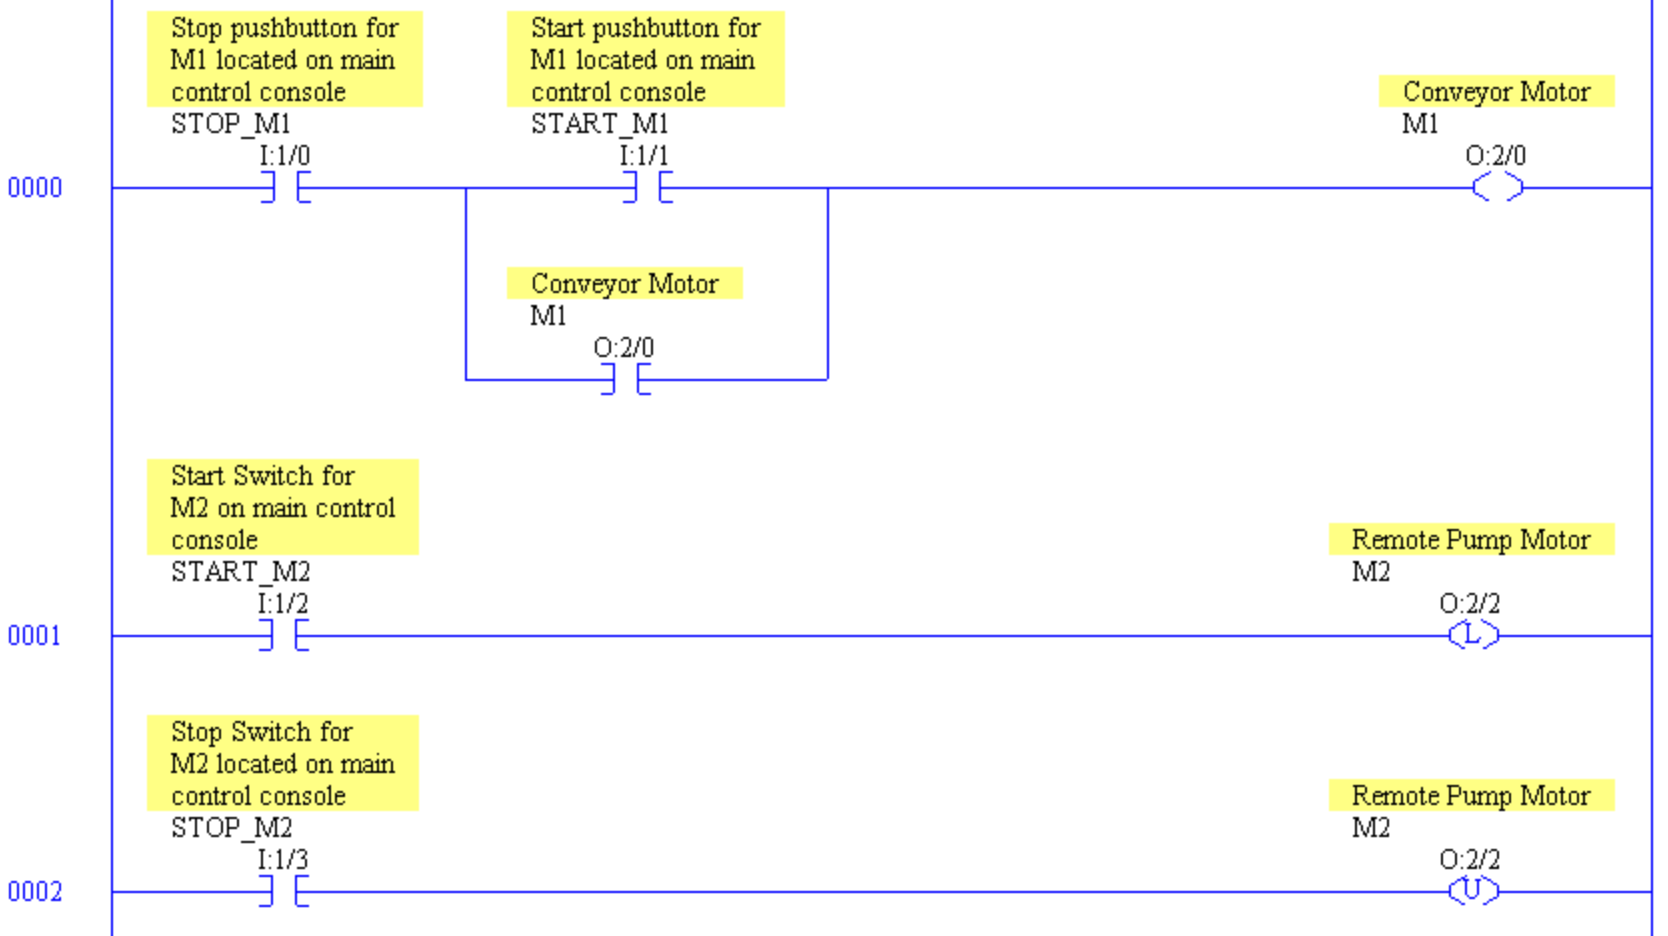 Stop pushbutton for
M1 located on main
control console
STOP_M1
I:1/0
Start pushbutton for
M1 located on main
control console
START_M1
I:1/1
Conveyor Motor
M1
O:2/0
0000
Conveyor Motor
M1
O:2/0
Start Switch for
M2 on main control
console
START_M2
I:1/2
Remote Pump Motor
M2
O:2/2
0001
L
Stop Switch for
M2 located on main
control console
STOP_M2
I:1/3
Remote Pump Motor
M2
O:2/2
0002
U